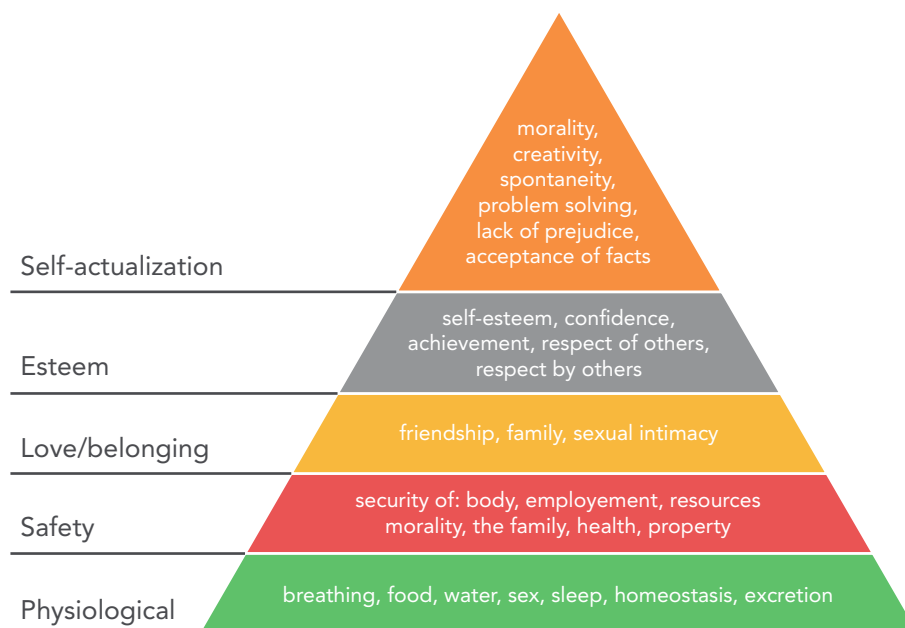 morality,
creativity,
spontaneity,
problem solving,
lack of prejudice,
acceptance of facts
Self-actualization
self-esteem, confidence,
achievement, respect of others,
respect by others
Esteem
friendship, family, sexual intimacy
Love/belonging
security of: body, employement, resources
morality, the family, health, property
Safety
breathing, food, water, sex, sleep, homeostasis, excretion
Physiological